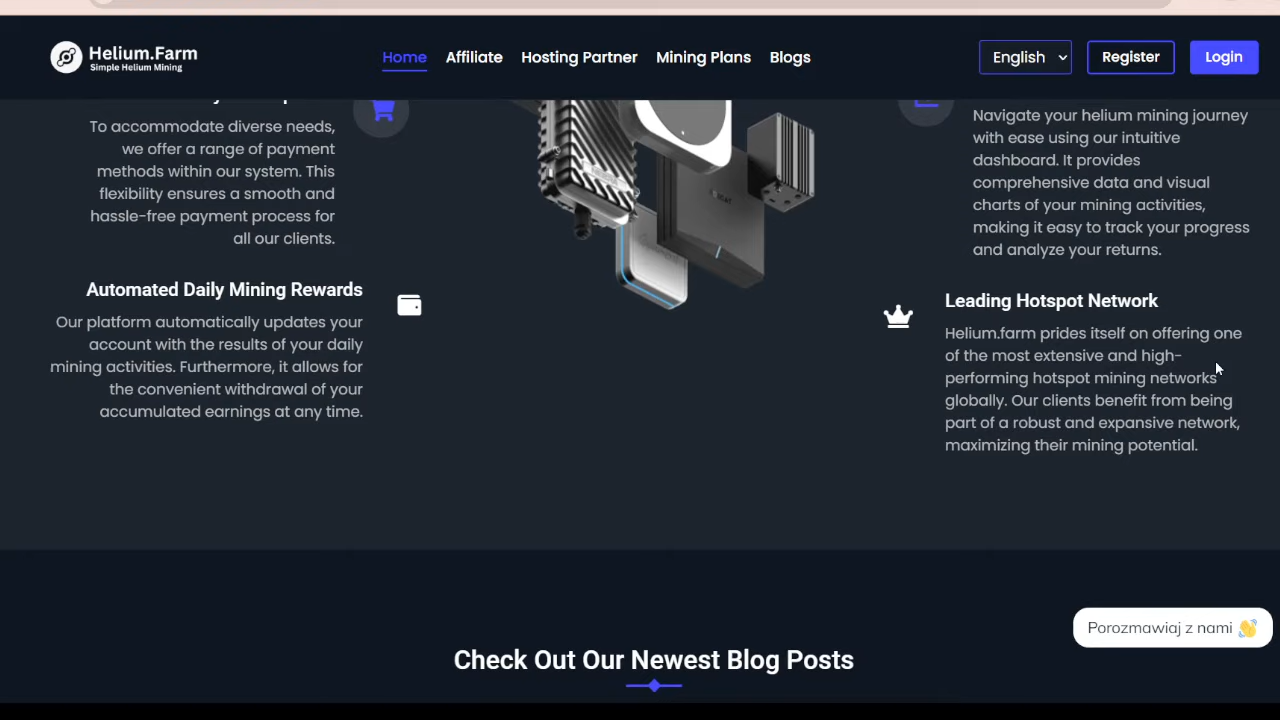 Helium.Farm
Simple Helium Mining
Home
Affiliate
Hosting Partner
Mining Plans
Blogs
English
Register
Login
To accommodate diverse needs,
we offer a range of payment
methods within our system. This
flexibility ensures a smooth and
hassle-free payment process for
all our clients.
Automated Daily Mining Rewards
Our platform automatically updates your
account with the results of your daily
mining activities. Furthermore, it allows for
the convenient withdrawal of your
accumulated earnings at any time.
Navigate your helium mining journey
with ease using our intuitive
dashboard. It provides
comprehensive data and visual
charts of your mining activities,
making it easy to track your progress
and analyze your returns.
Leading Hotspot Network
Helium.farm prides itself on offering one
of the most extensive and high-
performing hotspot mining networks
globally. Our clients benefit from being
part of a robust and expansive network,
maximizing their mining potential.
Porozmawiaj z nami 👋
Check Out Our Newest Blog Posts